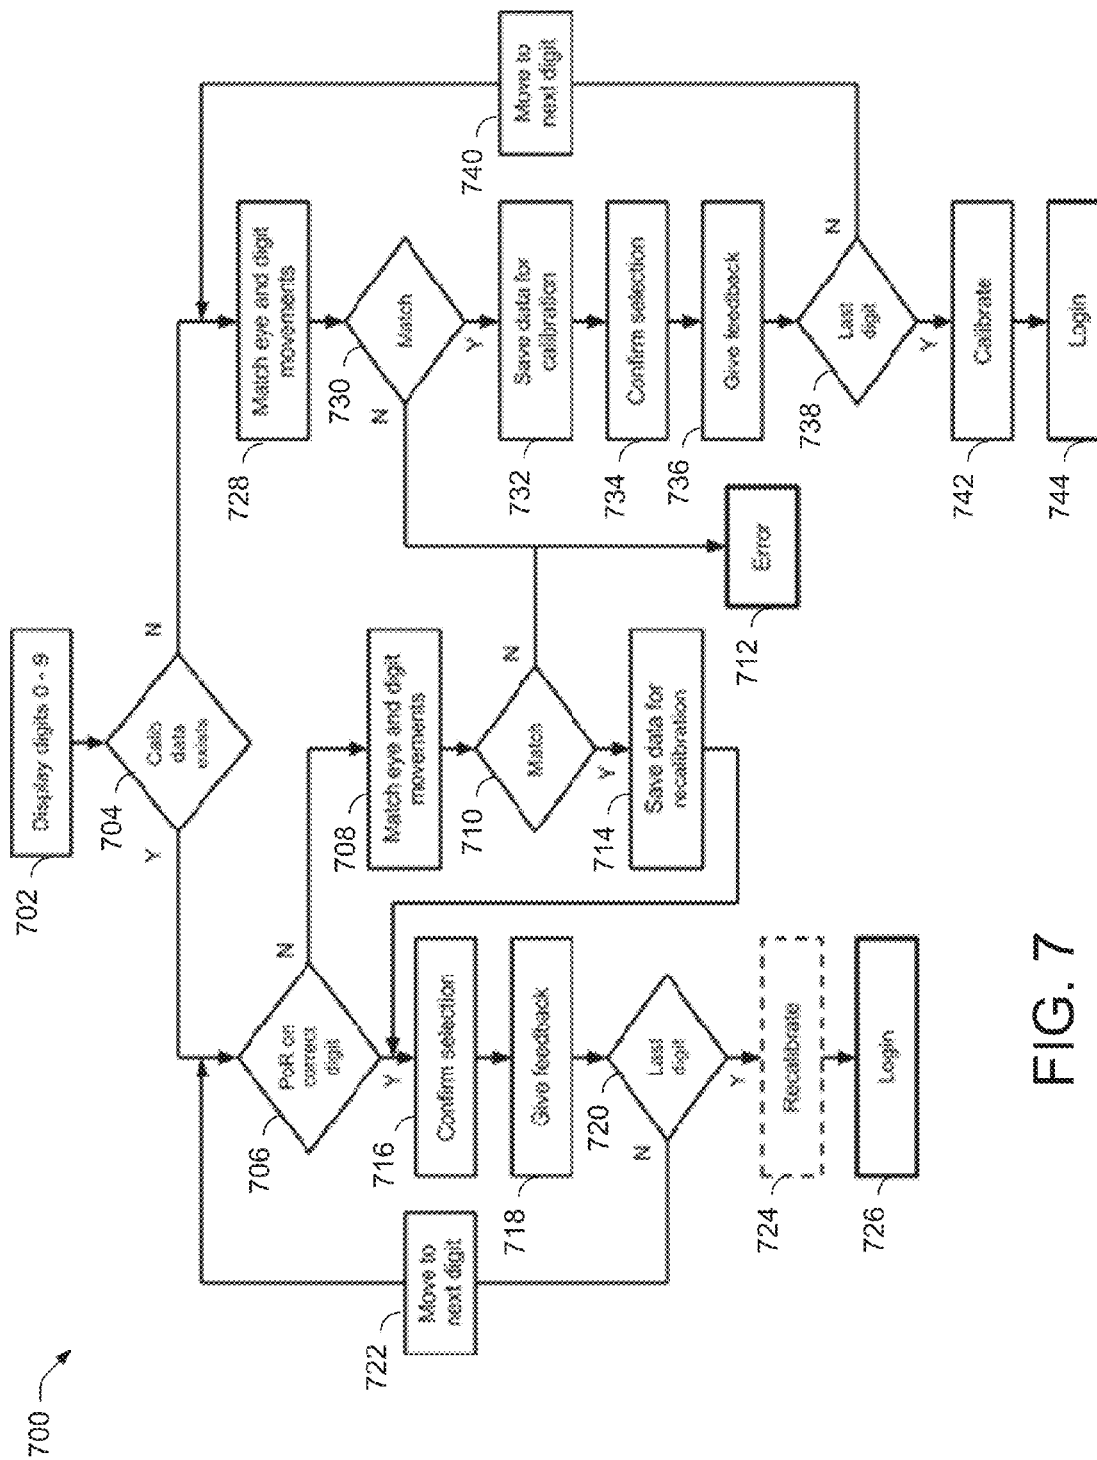 700
702
Display digits 0 - 9
704
Calib
data
exists
Y
N
706
PoR on
correct
digit
N
Y
708
Match eye and digit
movements
710
Match
N
Y
712
Error
714
Save data for
recalibration
716
Confirm selection
718
Give feedback
720
Last
digit
N
Y
722
Move to
next digit
724
Recalibrate
726
Login
728
Match eye and digit
movements
730
Match
N
Y
732
Save data for
calibration
734
Confirm selection
736
Give feedback
738
Last
digit
N
Y
740
Move to
next digit
742
Calibrate
744
Login
FIG. 7